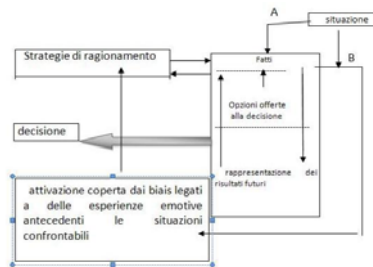 A
situazione
Strategie di ragionamento
Fatti
B
Opzioni offerte
alla decisione
decisione
rappresentazione dei
risultati futuri
attivazione coperta dai biais legati
a delle esperienze emotive
antecedenti le situazioni
confrontabili